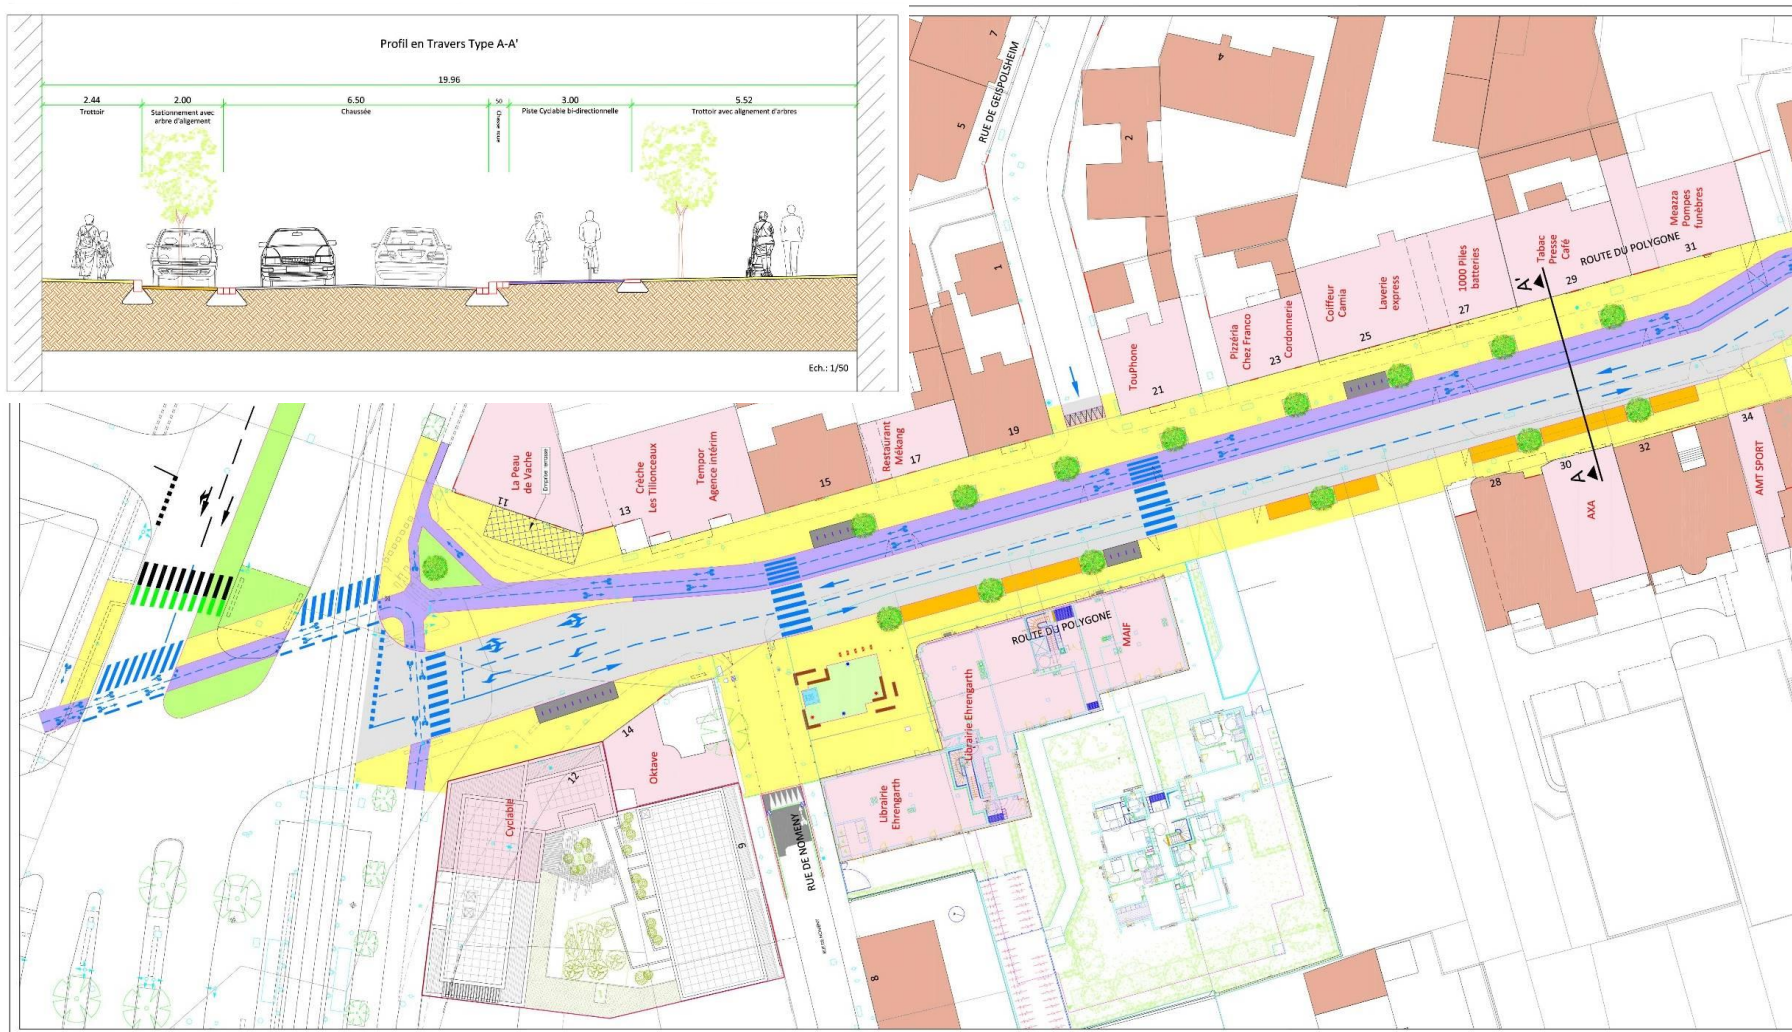 Profil en Travers Type A-A'
19.96
2.44
2.00
6.50
50
3.00
5.52
Trottoir
Stationnement avec
arbre d'aligement
Chaussée
Piste Cyclable bi-directionnelle
Trottoir avec alignement d'arbres
Ech.: 1/50
7
RUE DE GEISPOLSHEIM
5
4
2
1
Meazza
Pompes
funèbres
31
ROUTE DU POLYGONE
Tabac
Presse
Café
29
A'
1000 Piles
batteries
27
Laverie
express
Coiffeur
Camia
25
Cordonnerie
Pizzéria
Chez Franco
23
TouPhone
21
19
Restaurant
Mékang
17
15
Tempor
Agence intérim
Crèche
Les Tilionceaux
13
La Peau
de Vache
11
Emprise terrasse
34
AMT SPORT
32
30
A
AXA
28
ROUTE DU POLYGONE
MAIF
Librairie Ehrengarth
Librairie
Ehrengarth
14
Oktave
12
Cyclable
9
RUE DE NOMENY
8